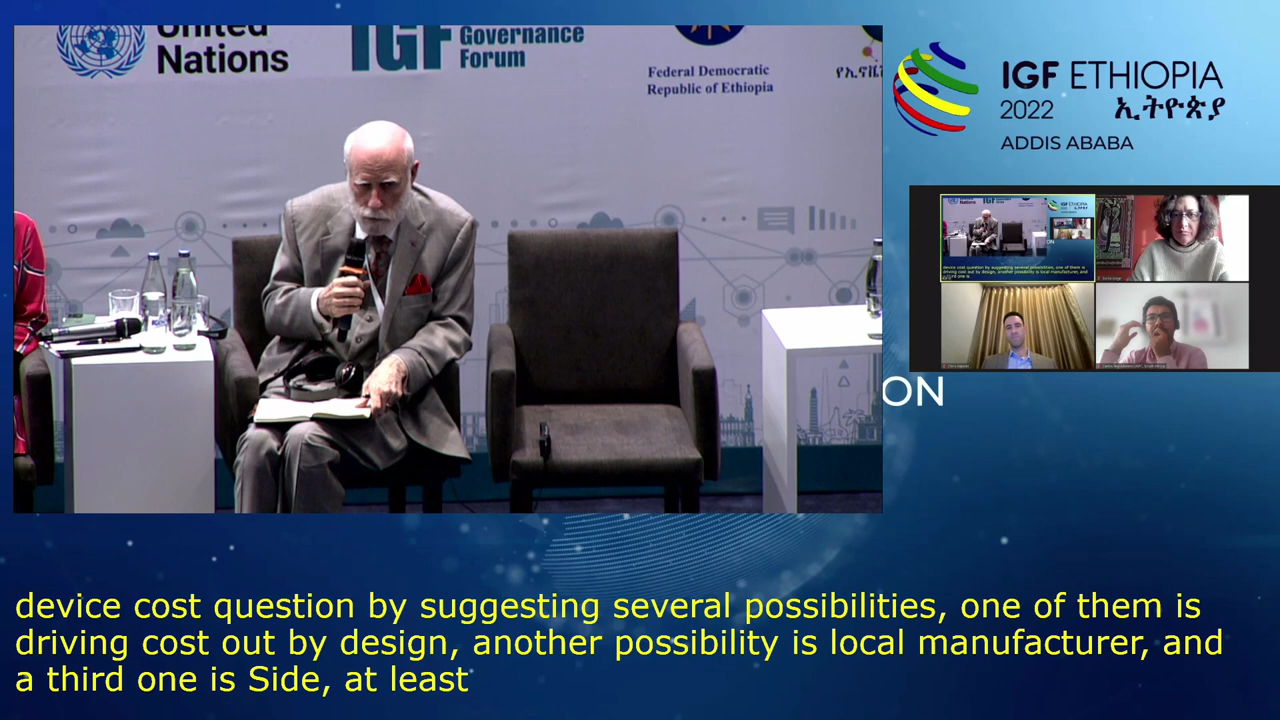 United
Nations
IGF
Governance
Forum
Federal Democratic
Republic of Ethiopia
IGF ETHIOPIA
2022 ኢትዮጵያ
ADDIS ABABA
ON
device cost question by suggesting several possibilities, one of them is
driving cost out by design, another possibility is local manufacturer, and
a third one is Side, at least